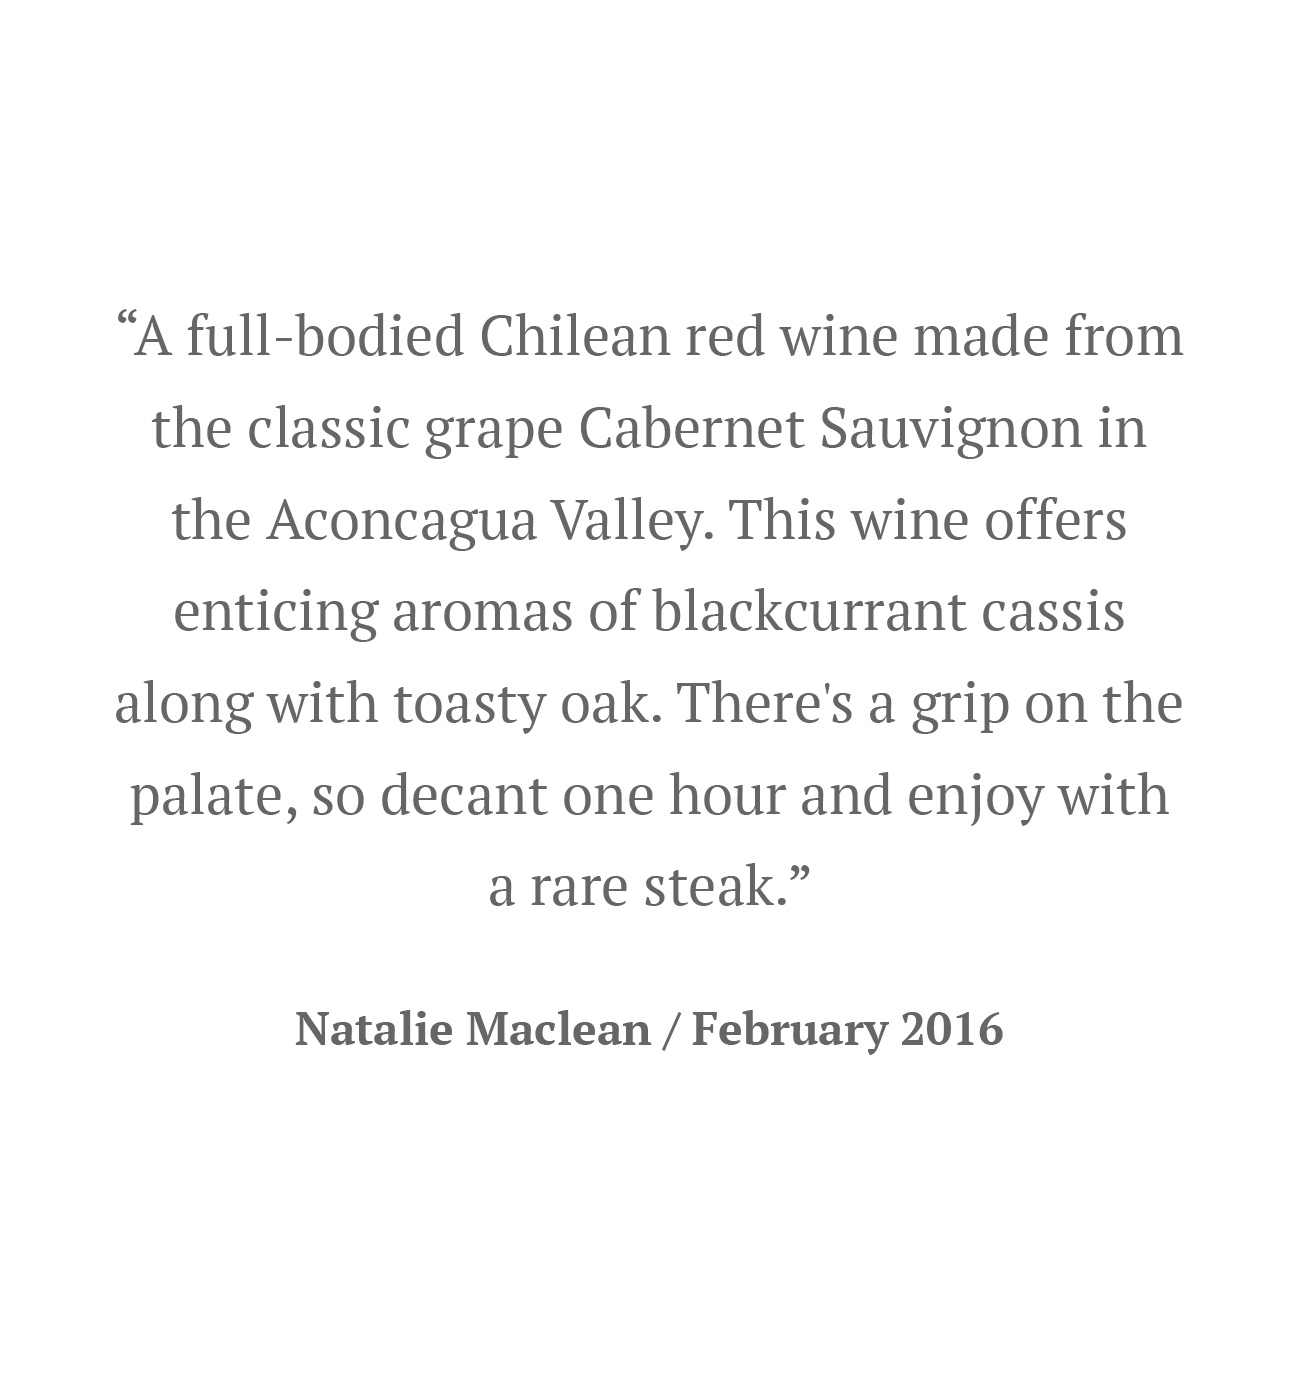 “A full-bodied Chilean red wine made from
the classic grape Cabernet Sauvignon in
the Aconcagua Valley. This wine offers
enticing aromas of blackcurrant cassis
along with toasty oak. There's a grip on the
palate, so decant one hour and enjoy with
a rare steak.”
Natalie Maclean / February 2016